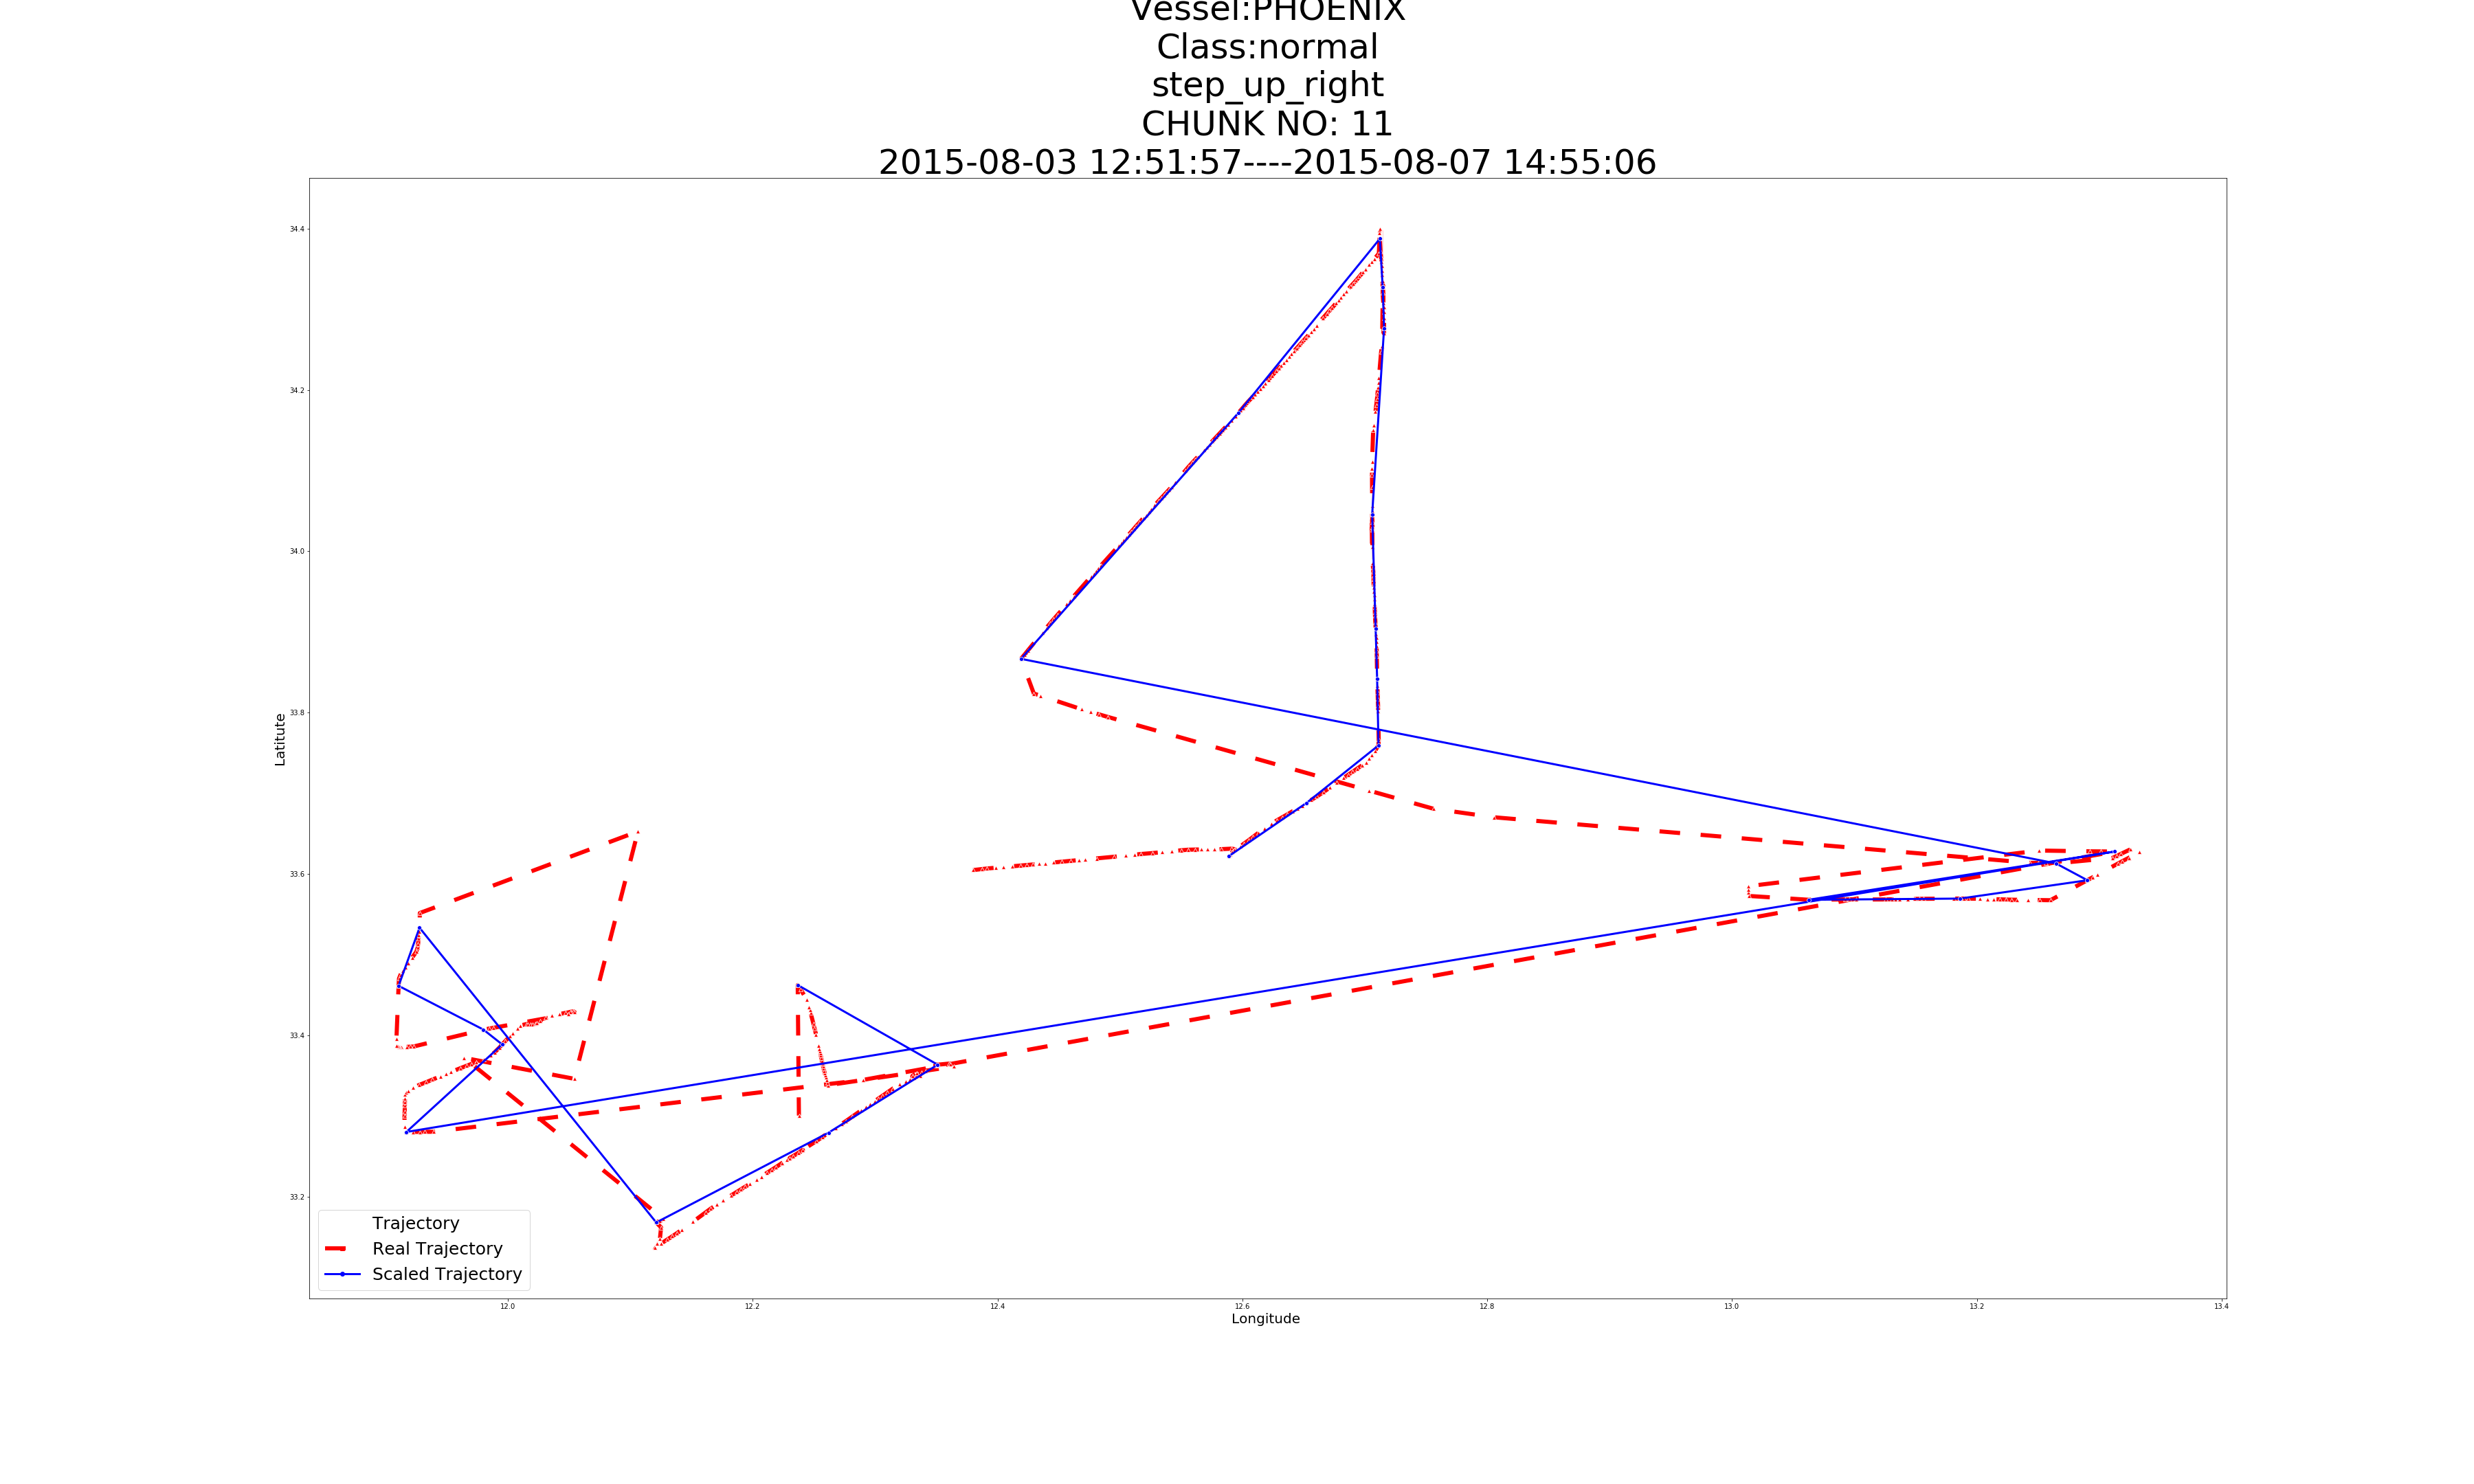 Vessel:PHOENIX
Class:normal
step_up_right
CHUNK NO: 11
2015-08-03 12:51:57----2015-08-07 14:55:06
34.4
34.2
34.0
33.8
33.6
33.4
33.2
Latitute
Trajectory
Real Trajectory
Scaled Trajectory
12.0 12.2 12.4 12.6 12.8 13.0 13.2 13.4
Longitude